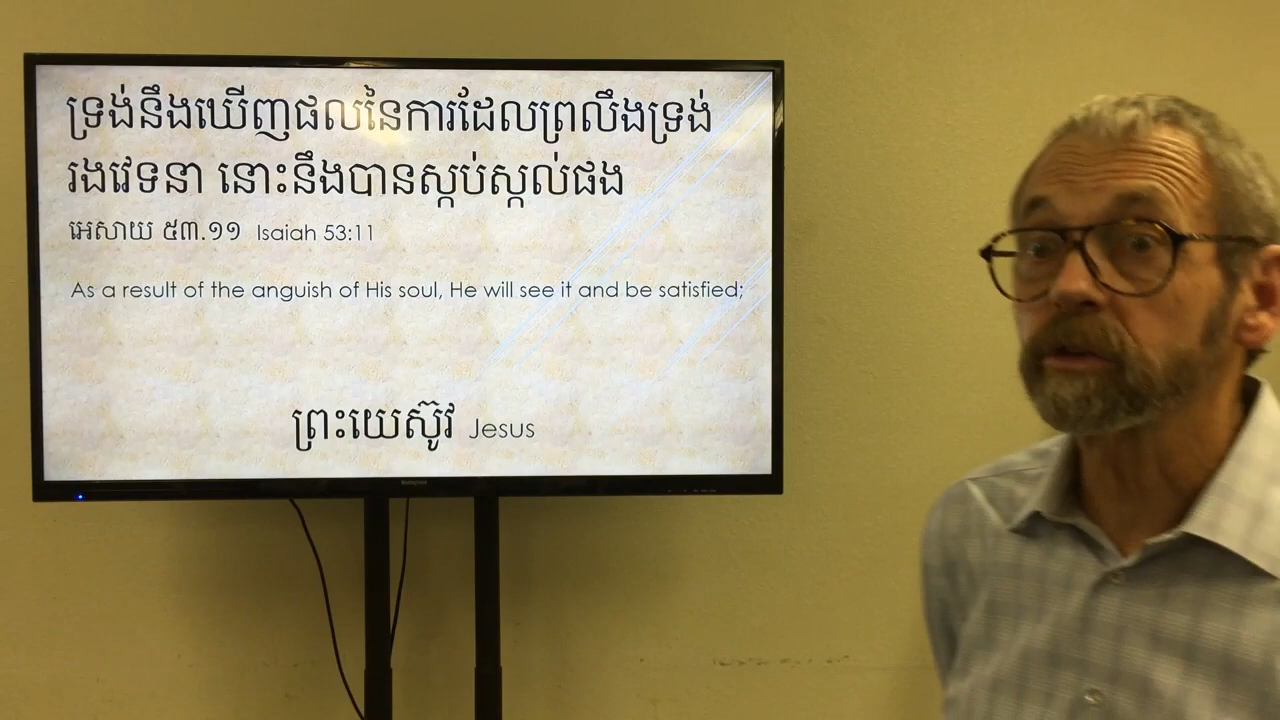 ទ្រង់នឹងឃើញផលនៃការដែលព្រលឹងទ្រង់
រងវេទនា នោះនឹងបានស្កប់ស្កល់ផង
អេសាយ ៥៣.១១ Isaiah 53:11
As a result of the anguish of His soul, He will see it and be satisfied;
ព្រះយេស៊ូវ Jesus